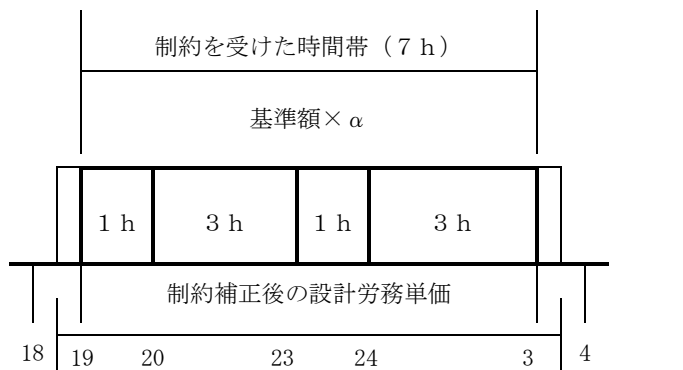 制約を受けた時間帯（７ｈ）
基準額×α
１ｈ ３ｈ １ｈ ３ｈ
制約補正後の設計労務単価
18 19 20 23 24 3 4